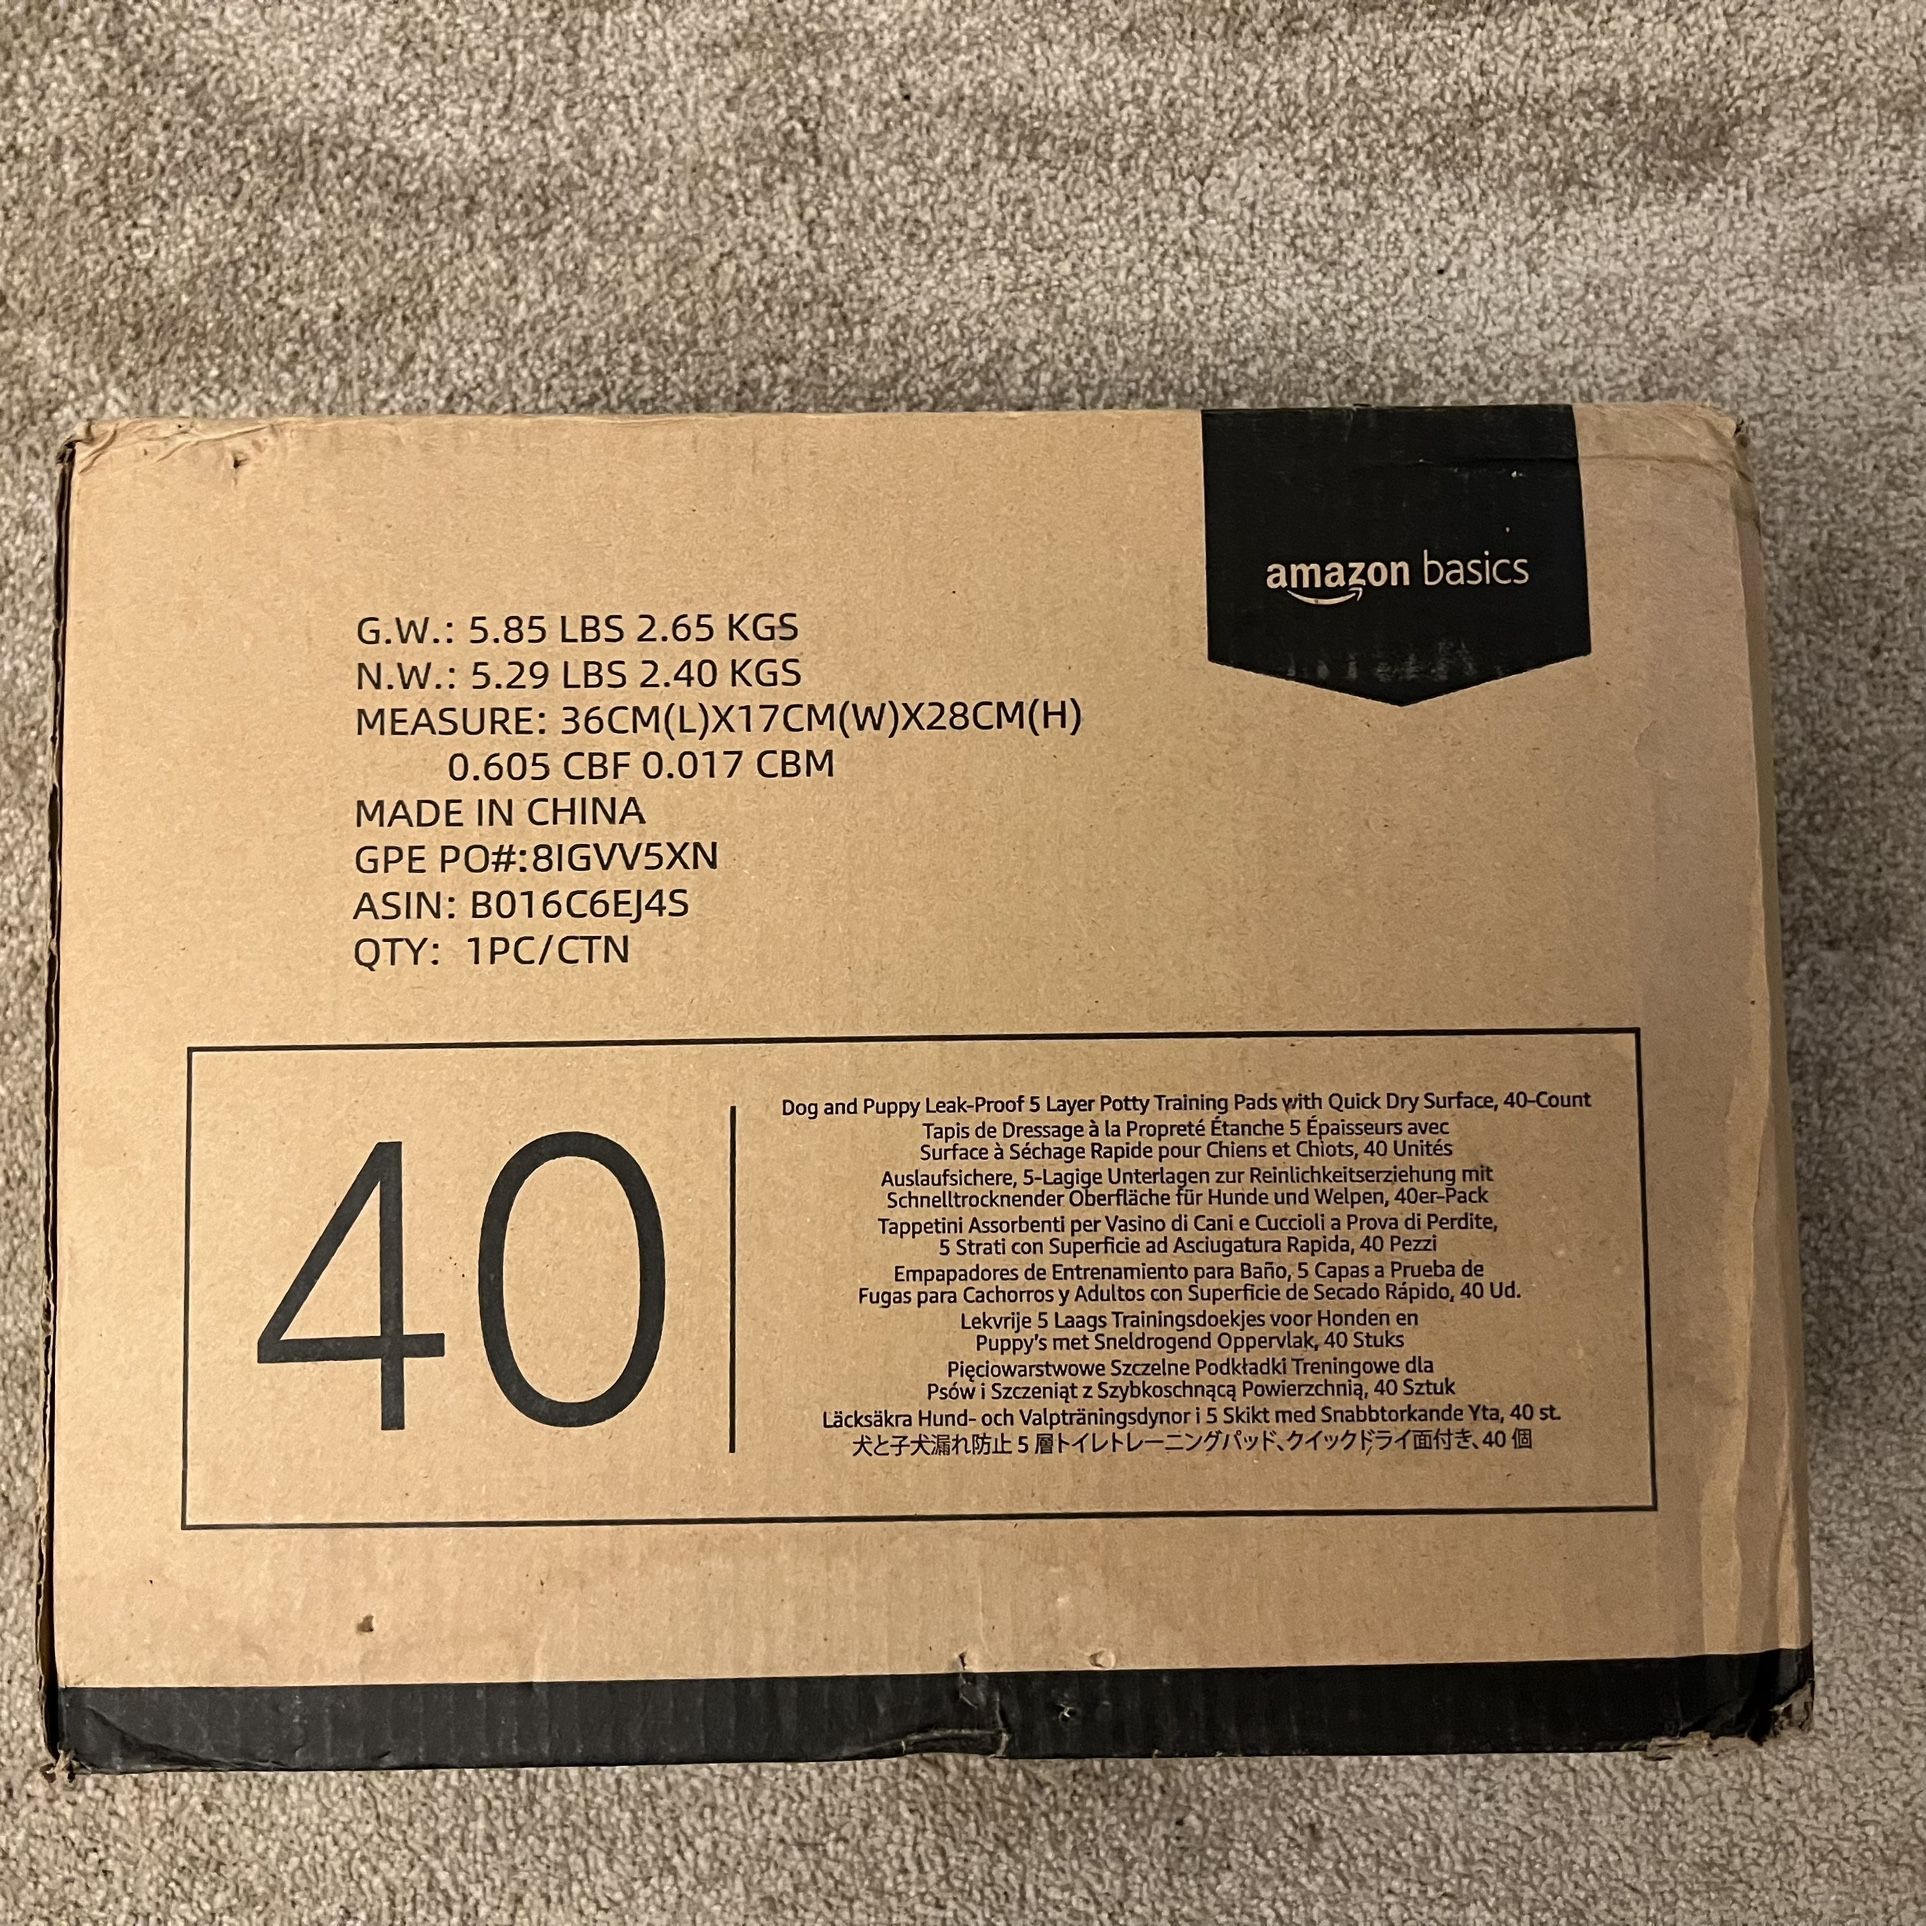 amazon basics
G.W.: 5.85 LBS 2.65 KGS
N.W.: 5.29 LBS 2.40 KGS
MEASURE: 36CM(L)X17CM(W)X28CM(H)
0.605 CBF 0.017 CBM
MADE IN CHINA
GPE PO#:8IGVV5XN
ASIN: B016C6EJ4S
QTY: 1PC/CTN
40
Dog and Puppy Leak-Proof 5 Layer Potty Training Pads with Quick Dry Surface, 40-Count
Tapis de Dressage à la Propreté Étanche 5 Épaisseurs avec
Surface à Séchage Rapide pour Chiens et Chiots, 40 Unités
Auslaufsichere, 5-Lagige Unterlagen zur Reinlichkeitserziehung mit
Schnelltrocknender Oberfläche für Hunde und Welpen, 40er-Pack
Tappetini Assorbenti per Vasino di Cani e Cuccioli a Prova di Perdite,
5 Strati con Superficie ad Asciugatura Rapida, 40 Pezzi
Empapadores de Entrenamiento para Baño, 5 Capas a Prueba de
Fugas para Cachorros y Adultos con Superficie de Secado Rápido, 40 Ud.
Lekvrije 5 Laags Trainingsdoekjes voor Honden en
Puppy's met Sneldrogend Oppervlak, 40 Stuks
Pięciowarstwowe Szczelne Podkładki Treningowe dla
Psów i Szczeniąt z Szybkoschnącą Powierzchnią, 40 Sztuk
Läcksäkra Hund- och Valpträningsdynor i 5 Skikt med Snabbtorkande Yta, 40 st.
犬と子犬漏れ防止 5 層トイレトレーニングパッド、クイックドライ面付き、40 個